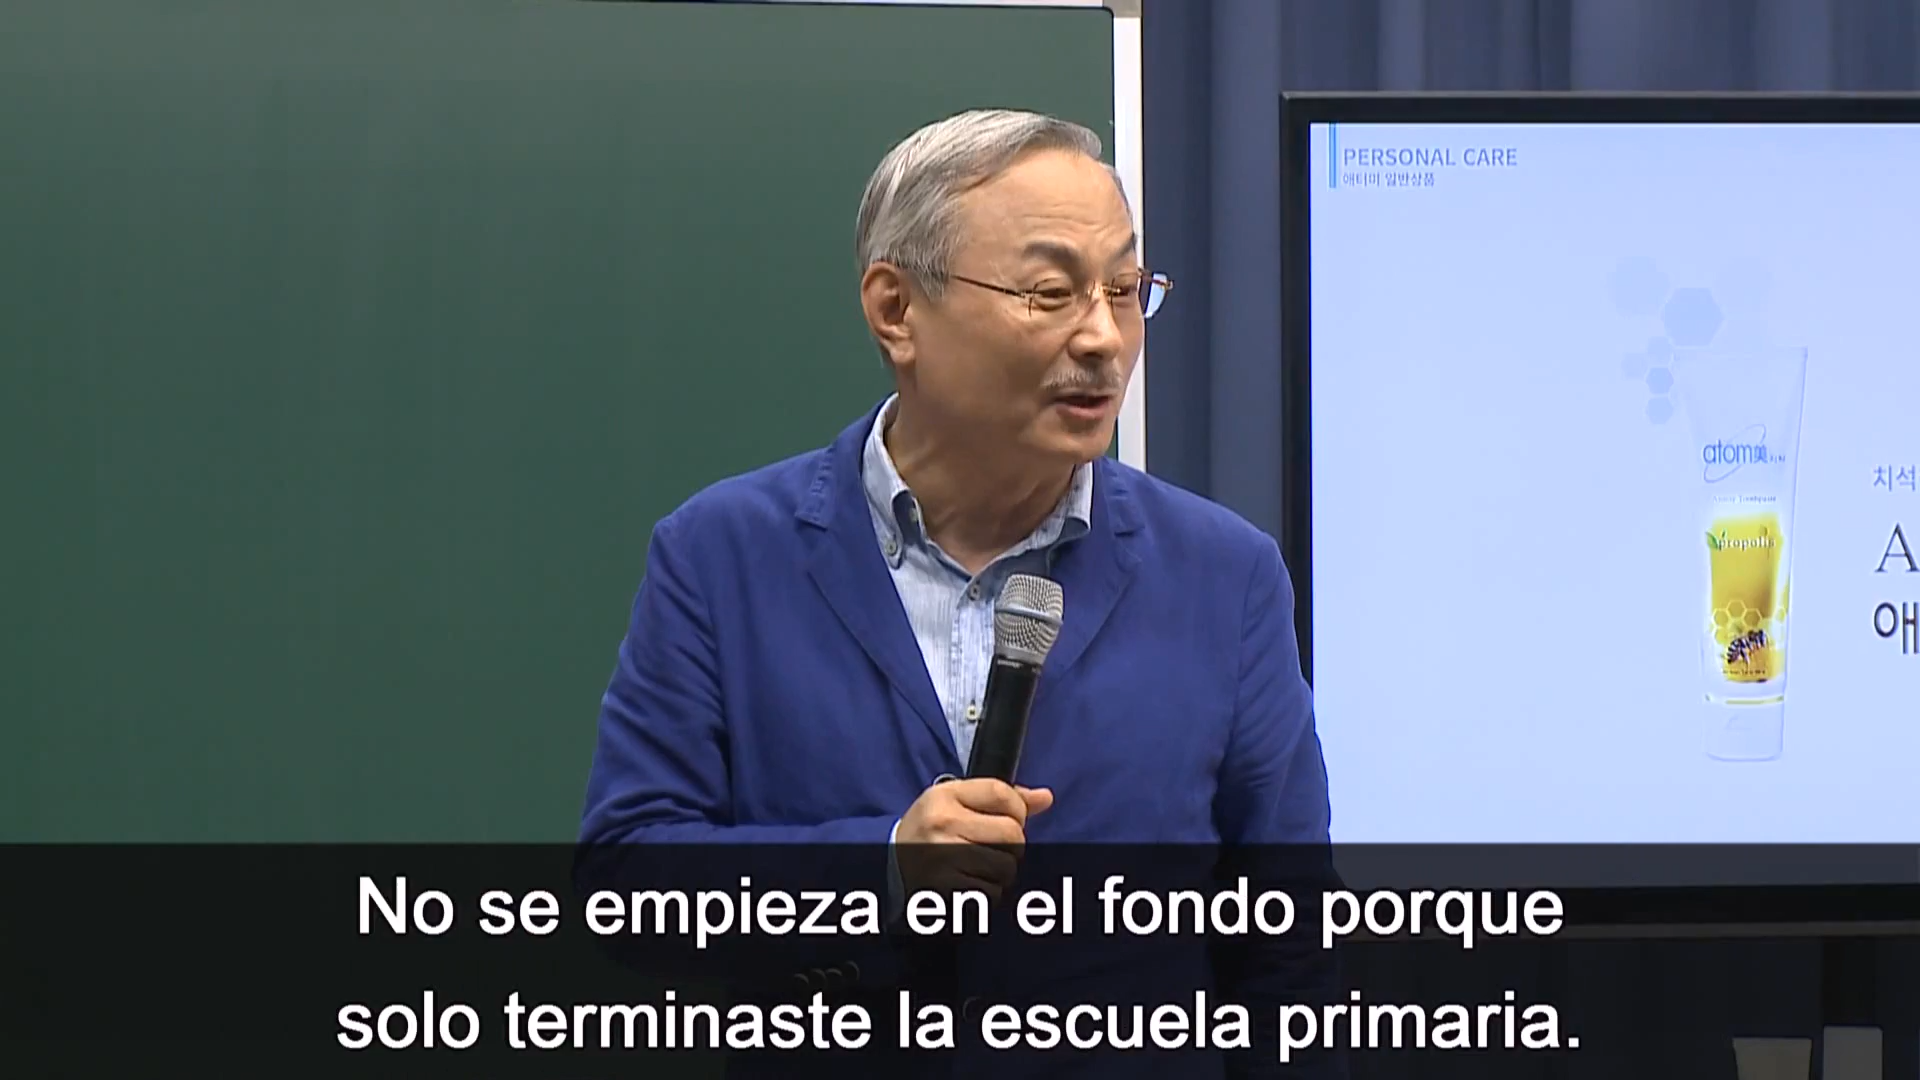 PERSONAL CARE
애터미 일반상품
atom美
propolis
치석
A
애
No se empieza en el fondo porque
solo terminaste la escuela primaria.